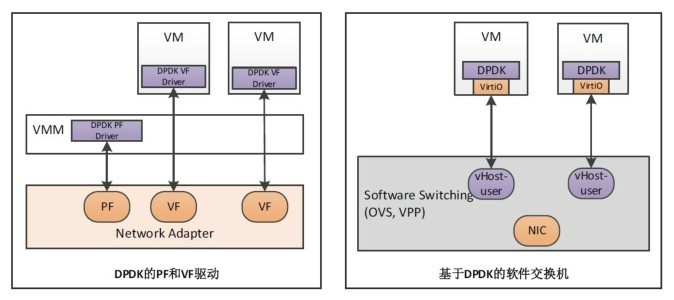 VM
VM
DPDK VF
Driver
DPDK VF
Driver
VMM
DPDK PF
Driver
PF
VF
VF
Network Adapter
DPDK的PF和VF驱动
VM
VM
DPDK
VirtiO
DPDK
VirtiO
vHost-
user
vHost-
user
Software Switching
(OVS, VPP)
NIC
基于DPDK的软件交换机